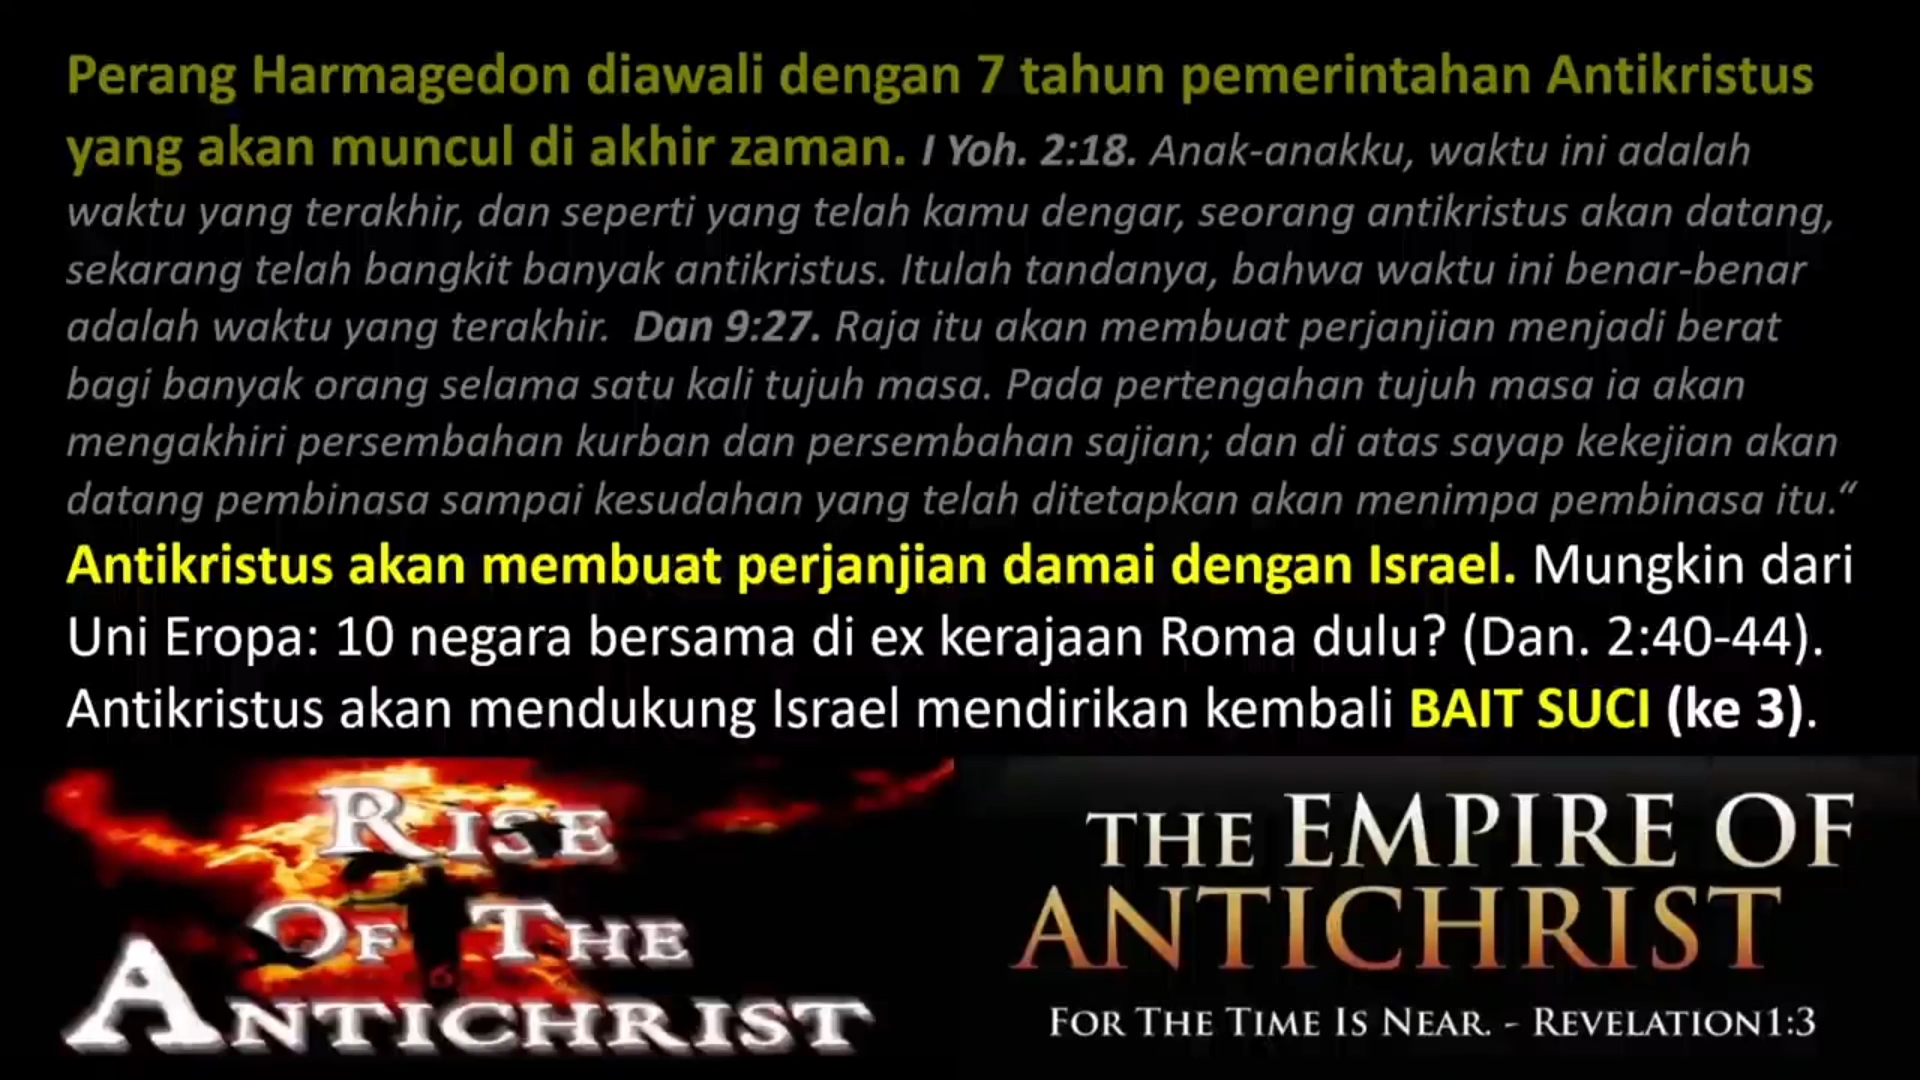 Perang Harmagedon diawali dengan 7 tahun pemerintahan Antikristus
yang akan muncul di akhir zaman. I Yoh. 2:18. Anak-anakku, waktu ini adalah
waktu yang terakhir, dan seperti yang telah kamu dengar, seorang antikristus akan datang,
sekarang telah bangkit banyak antikristus. Itulah tandanya, bahwa waktu ini benar-benar
adalah waktu yang terakhir. Dan 9:27. Raja itu akan membuat perjanjian menjadi berat
bagi banyak orang selama satu kali tujuh masa. Pada pertengahan tujuh masa ia akan
mengakhiri persembahan kurban dan persembahan sajian; dan di atas sayap kekejian akan
datang pembinasa sampai kesudahan yang telah ditetapkan akan menimpa pembinasa itu.“
Antikristus akan membuat perjanjian damai dengan Israel. Mungkin dari
Uni Eropa: 10 negara bersama di ex kerajaan Roma dulu? (Dan. 2:40-44).
Antikristus akan mendukung Israel mendirikan kembali BAIT SUCI (ke 3).
RISE
OF THE
ANTICHRIST
THE EMPIRE OF
ANTICHRIST
FOR THE TIME IS NEAR. - REVELATION1:3